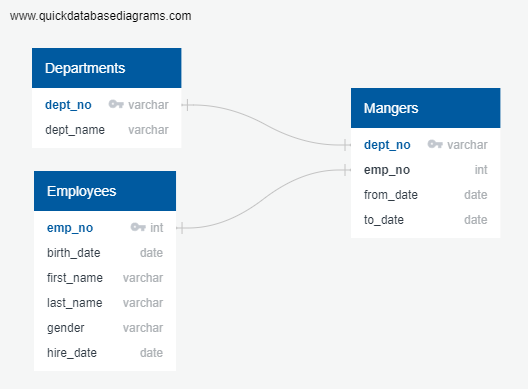 www.quickdatabasediagrams.com
Departments
dept_no varchar
dept_name varchar
Employees
emp_no int
birth_date date
first_name varchar
last_name varchar
gender varchar
hire_date date
Mangers
dept_no varchar
emp_no int
from_date date
to_date date